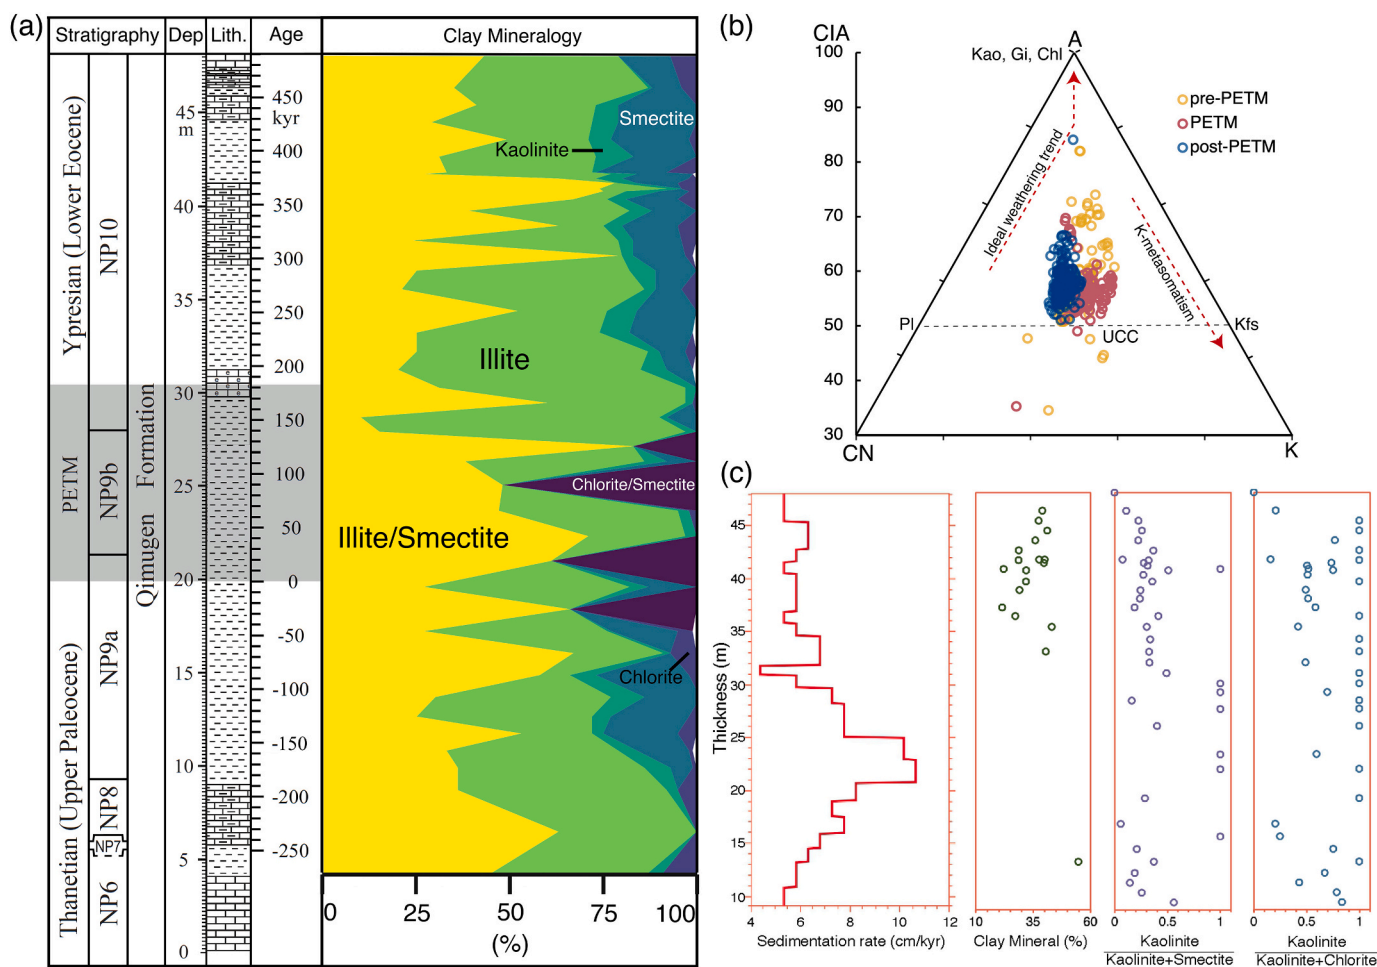 (a)
Stratigraphy Dep Lith. Age Clay Mineralogy
Ypresian (Lower Eocene)
PETM
Thanetian (Upper Paleocene)
NP10
NP9b
NP9a
NP8
NP7
NP6
Qimugen Formation
45
m
40
35
30
25
20
15
10
5
0
450
kyr
400
350
300
250
200
150
100
50
0
-50
-100
-150
-200
-250
Smectite
Kaolinite
Illite
Chlorite/Smectite
Illite/Smectite
Chlorite
0 25 50 75 100
(%)
(b)
CIA
100
90
80
70
60
50
40
30
A
Kao, Gi, Chl
pre-PETM
PETM
post-PETM
Ideal weathering trend
K-metasomatism
Pl
Kfs
UCC
CN
K
(c)
Thickness (m)
45
40
35
30
25
20
15
10
4 6 8 10 12
Sedimentation rate (cm/kyr)
10 35 60
Clay Mineral (%)
0 0.5 1
Kaolinite
Kaolinite+Smectite
0 0.5 1
Kaolinite
Kaolinite+Chlorite